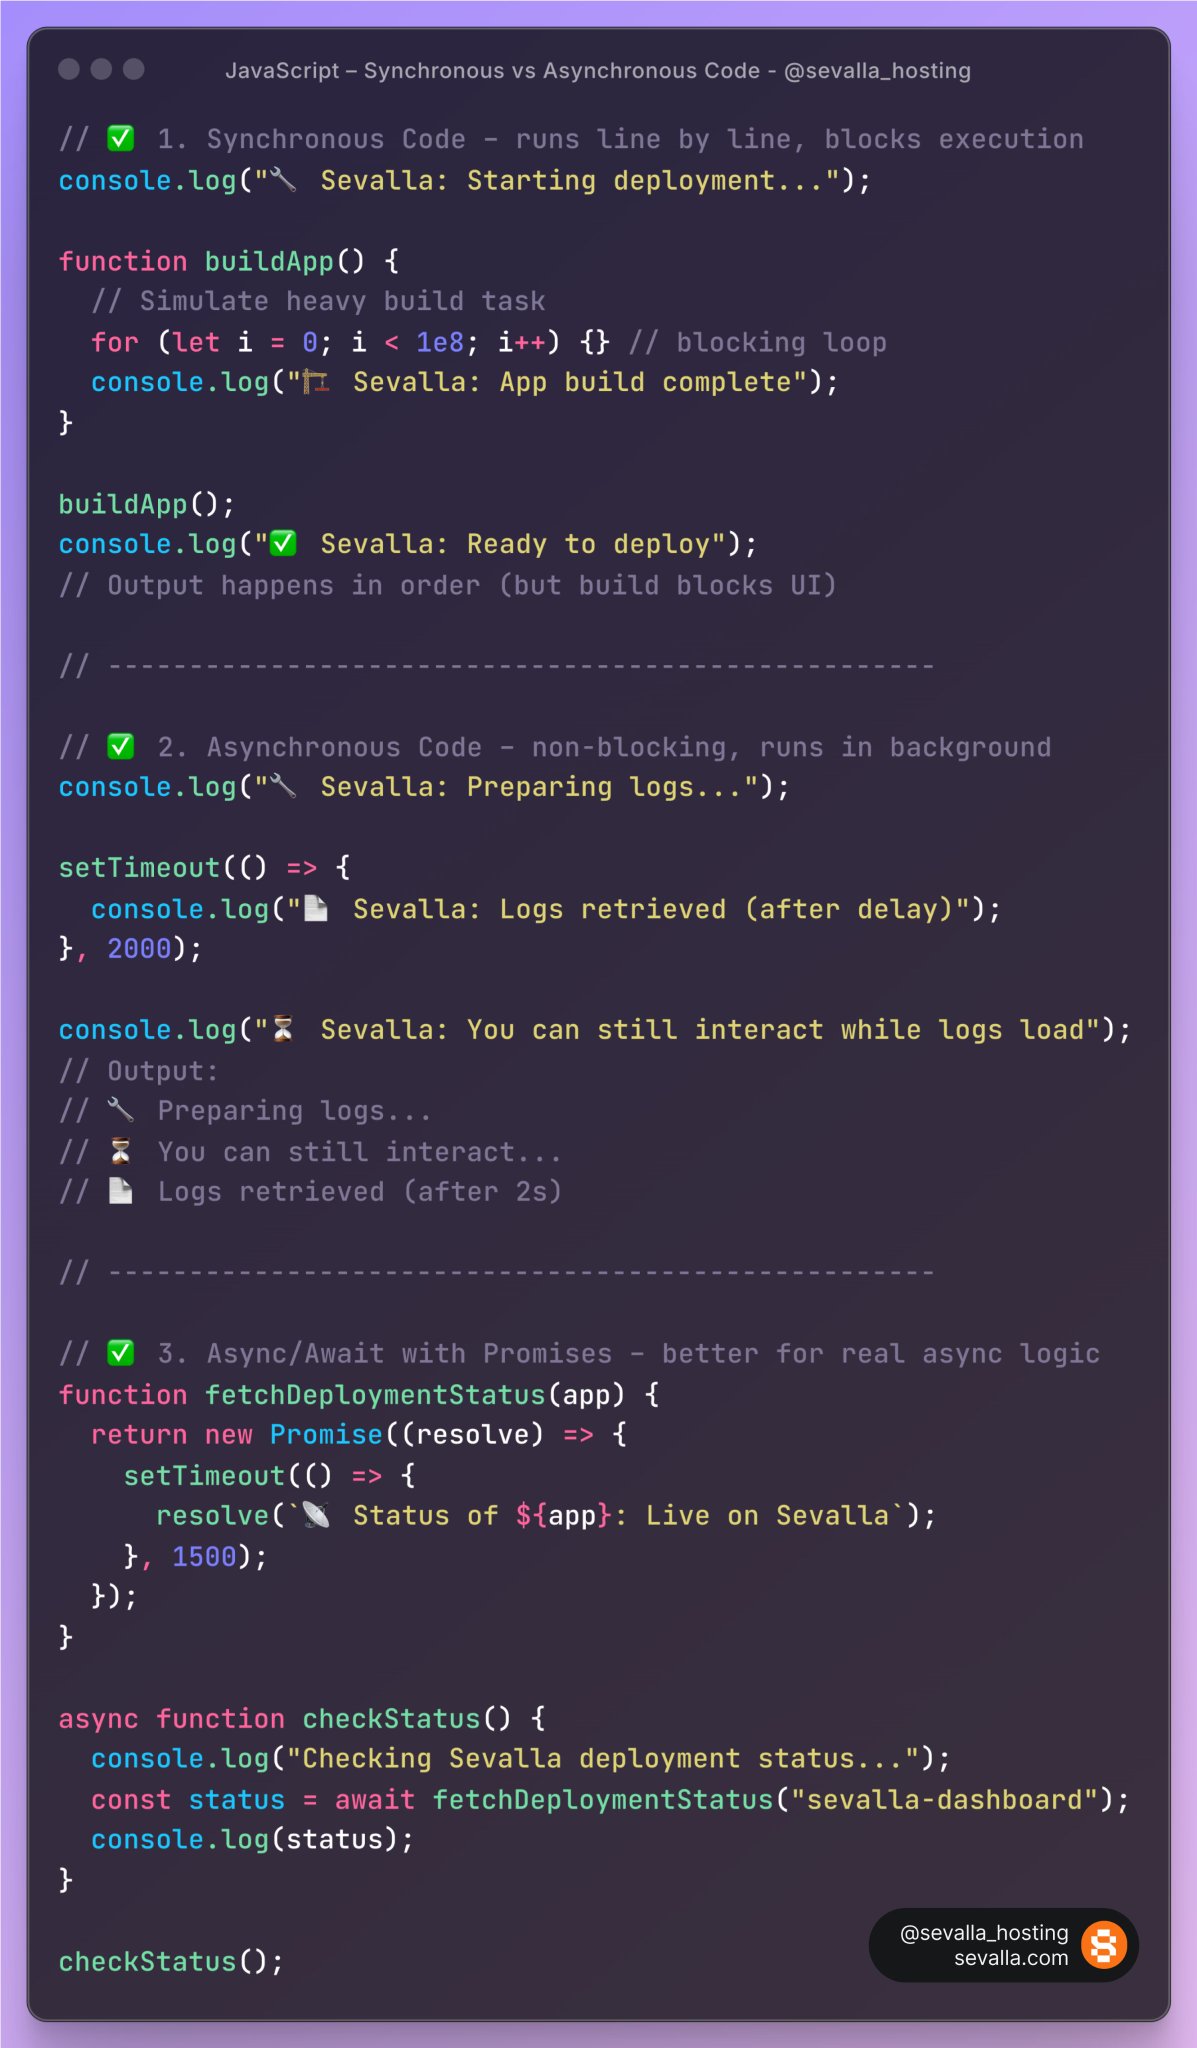 JavaScript – Synchronous vs Asynchronous Code - @sevalla_hosting
// ✅ 1. Synchronous Code – runs line by line, blocks execution
console.log("🔧 Sevalla: Starting deployment...");
function buildApp() {
  // Simulate heavy build task
  for (let i = 0; i < 1e8; i++) {} // blocking loop
  console.log("🏗️ Sevalla: App build complete");
}
buildApp();
console.log("✅ Sevalla: Ready to deploy");
// Output happens in order (but build blocks UI)
// ---------------------------------------------------
// ✅ 2. Asynchronous Code – non-blocking, runs in background
console.log("🔧 Sevalla: Preparing logs...");
setTimeout(() => {
  console.log("📄 Sevalla: Logs retrieved (after delay)");
}, 2000);
console.log("⏳ Sevalla: You can still interact while logs load");
// Output:
// 🔧 Preparing logs...
// ⏳ You can still interact...
// 📄 Logs retrieved (after 2s)
// ---------------------------------------------------
// ✅ 3. Async/Await with Promises – better for real async logic
function fetchDeploymentStatus(app) {
  return new Promise((resolve) => {
    setTimeout(() => {
      resolve(`📡 Status of ${app}: Live on Sevalla`);
    }, 1500);
  });
}
async function checkStatus() {
  console.log("Checking Sevalla deployment status...");
  const status = await fetchDeploymentStatus("sevalla-dashboard");
  console.log(status);
}
checkStatus();
@sevalla_hosting
sevalla.com